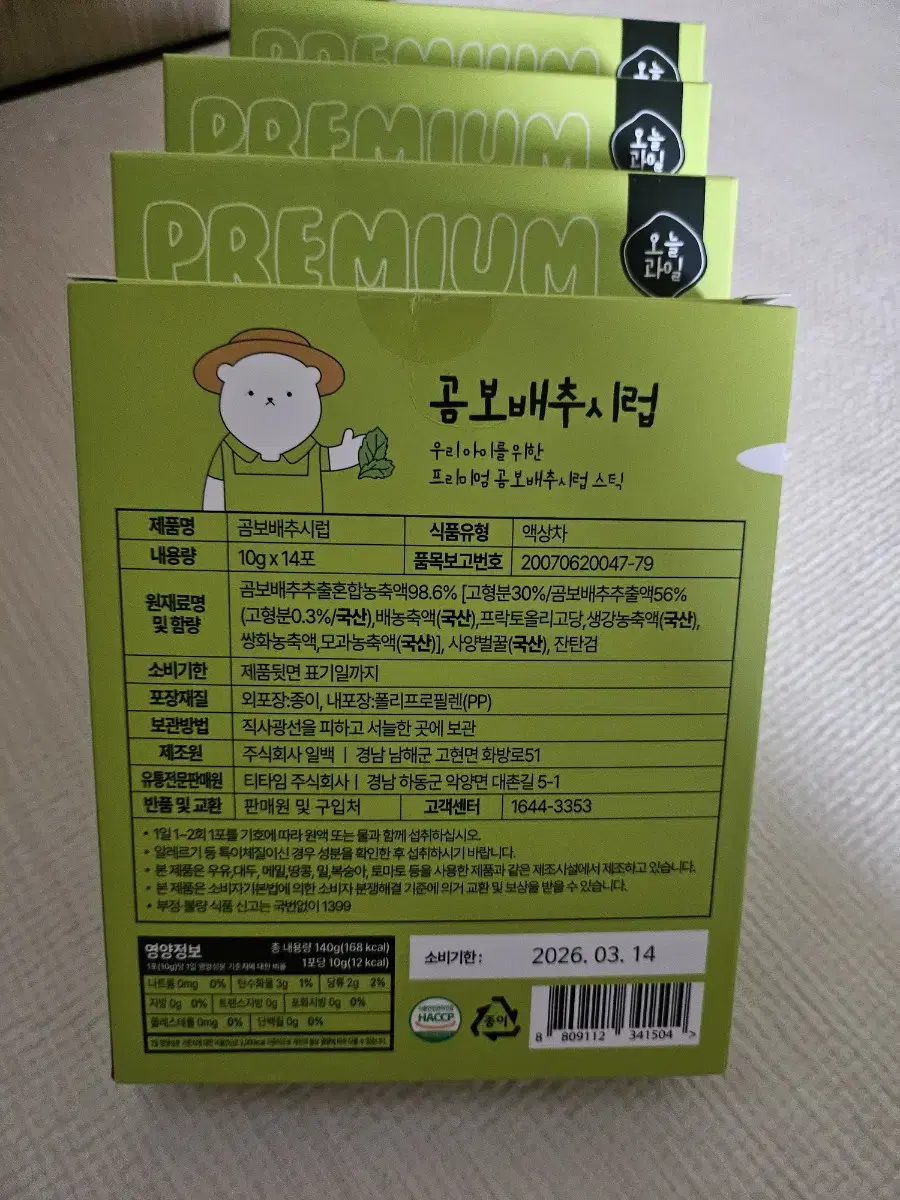 PREMIUM
오늘
PREMIUM
오늘
과일
PREMIUM
오늘
과일
곰보배추시럽
우리아이를위한
프리미엄 곰보배추시럽 스틱
제품명 곰보배추시럽 식품유형 액상차
내용량 10g x 14포 품목보고번호 20070620047-79
원재료명 및 함량 곰보배추추출혼합농축액98.6% [고형분30%/곰보배추추출액56%
(고형분0.3%/국산),배농축액(국산),프락토올리고당,생강농축액(국산),
쌍화농축액,모과농축액(국산)], 사양벌꿀(국산), 잔탄검
소비기한 제품뒷면 표기일까지
포장재질 외포장:종이, 내포장:폴리프로필렌(PP)
보관방법 직사광선을 피하고 서늘한 곳에 보관
제조원 주식회사 일백 | 경남 남해군 고현면 화방로51
유통전문판매원 티타임 주식회사 | 경남 하동군 악양면 대촌길 5-1
반품 및 교환 판매원 및 구입처 고객센터 1644-3353
• 1일 1~2회 1포를 기호에 따라 원액 또는 물과 함께 섭취하십시오.
• 알레르기 등 특이체질이신 경우 성분을 확인한 후 섭취하시기 바랍니다.
• 본 제품은 우유,대두, 메밀,땅콩, 밀,복숭아, 토마토 등을 사용한 제품과 같은 제조시설에서 제조하고 있습니다.
• 본 제품은 소비자기본법에 의한 소비자 분쟁해결 기준에 의거 교환 및 보상을 받을 수 있습니다.
• 부정·불량 식품 신고는 국번없이 1399
영양정보 총 내용량 140g(168 kcal)
1포(10g)당 1일 영양성분 기준치에 대한 비율 1포당 10g(12 kcal)
나트륨 0mg 0% 탄수화물 3g 1% 당류 2g 2%
지방 0g 0% 트랜스지방 0g 포화지방 0g 0%
콜레스테롤 0mg 0% 단백질 0g 0%
소비기한 : 2026. 03. 14
HACCP
종이
8 809112 341504 >